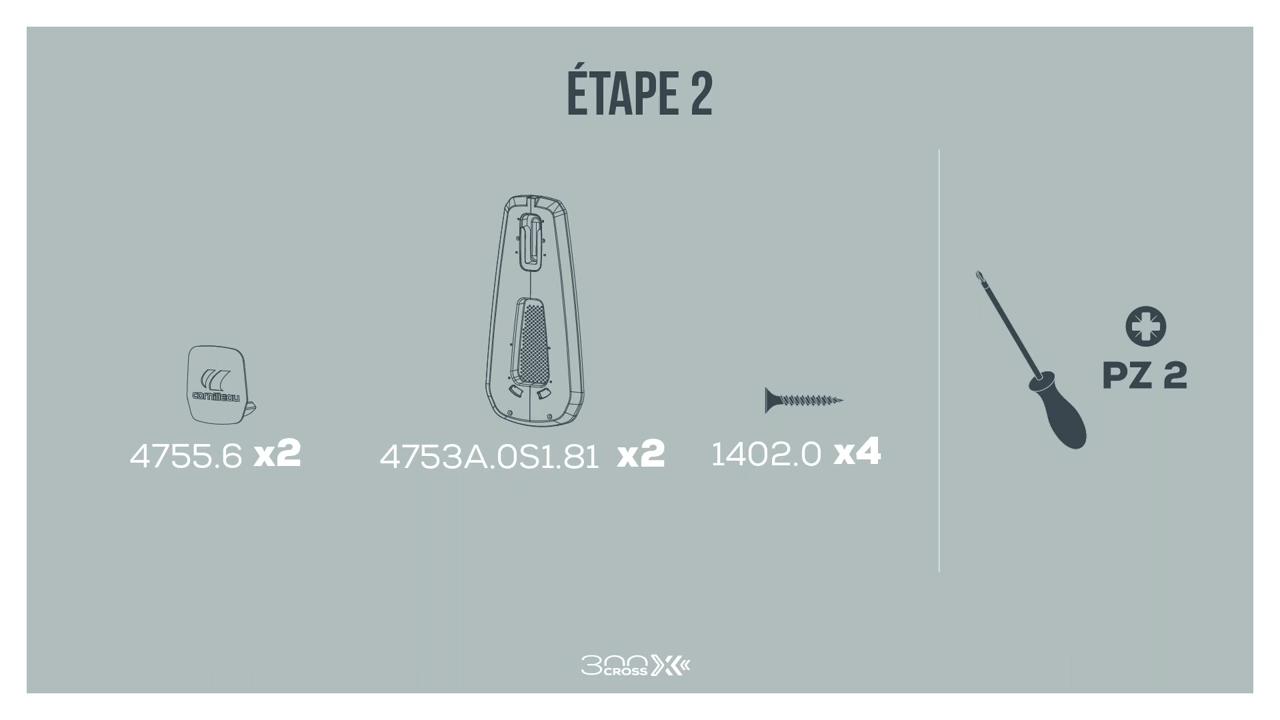 ÉTAPE 2
cornilleau
4755.6 x2
4753A.0S1.81 x2
1402.0 x4
PZ 2
300
CROSS